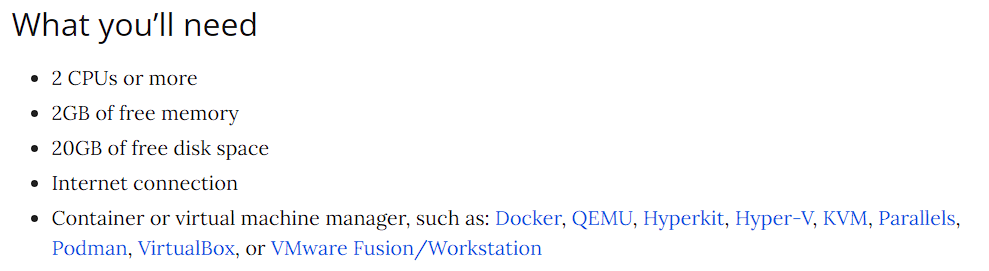 What you’ll need
• 2 CPUs or more
• 2GB of free memory
• 20GB of free disk space
• Internet connection
• Container or virtual machine manager, such as: Docker, QEMU, Hyperkit, Hyper-V, KVM, Parallels,
Podman, VirtualBox, or VMware Fusion/Workstation